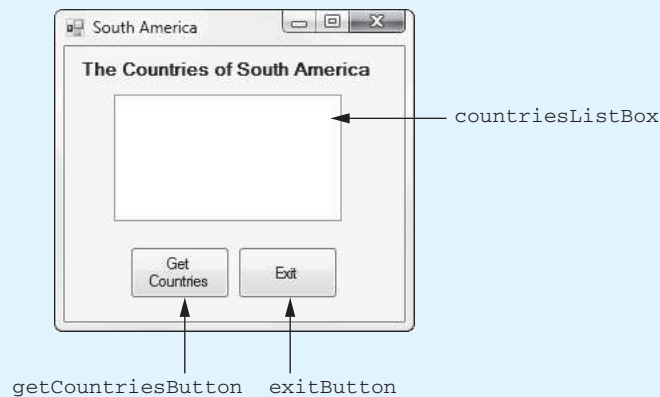 South America
The Countries of South America
countriesListBox
Get
Countries
Exit
getCountriesButton exitButton